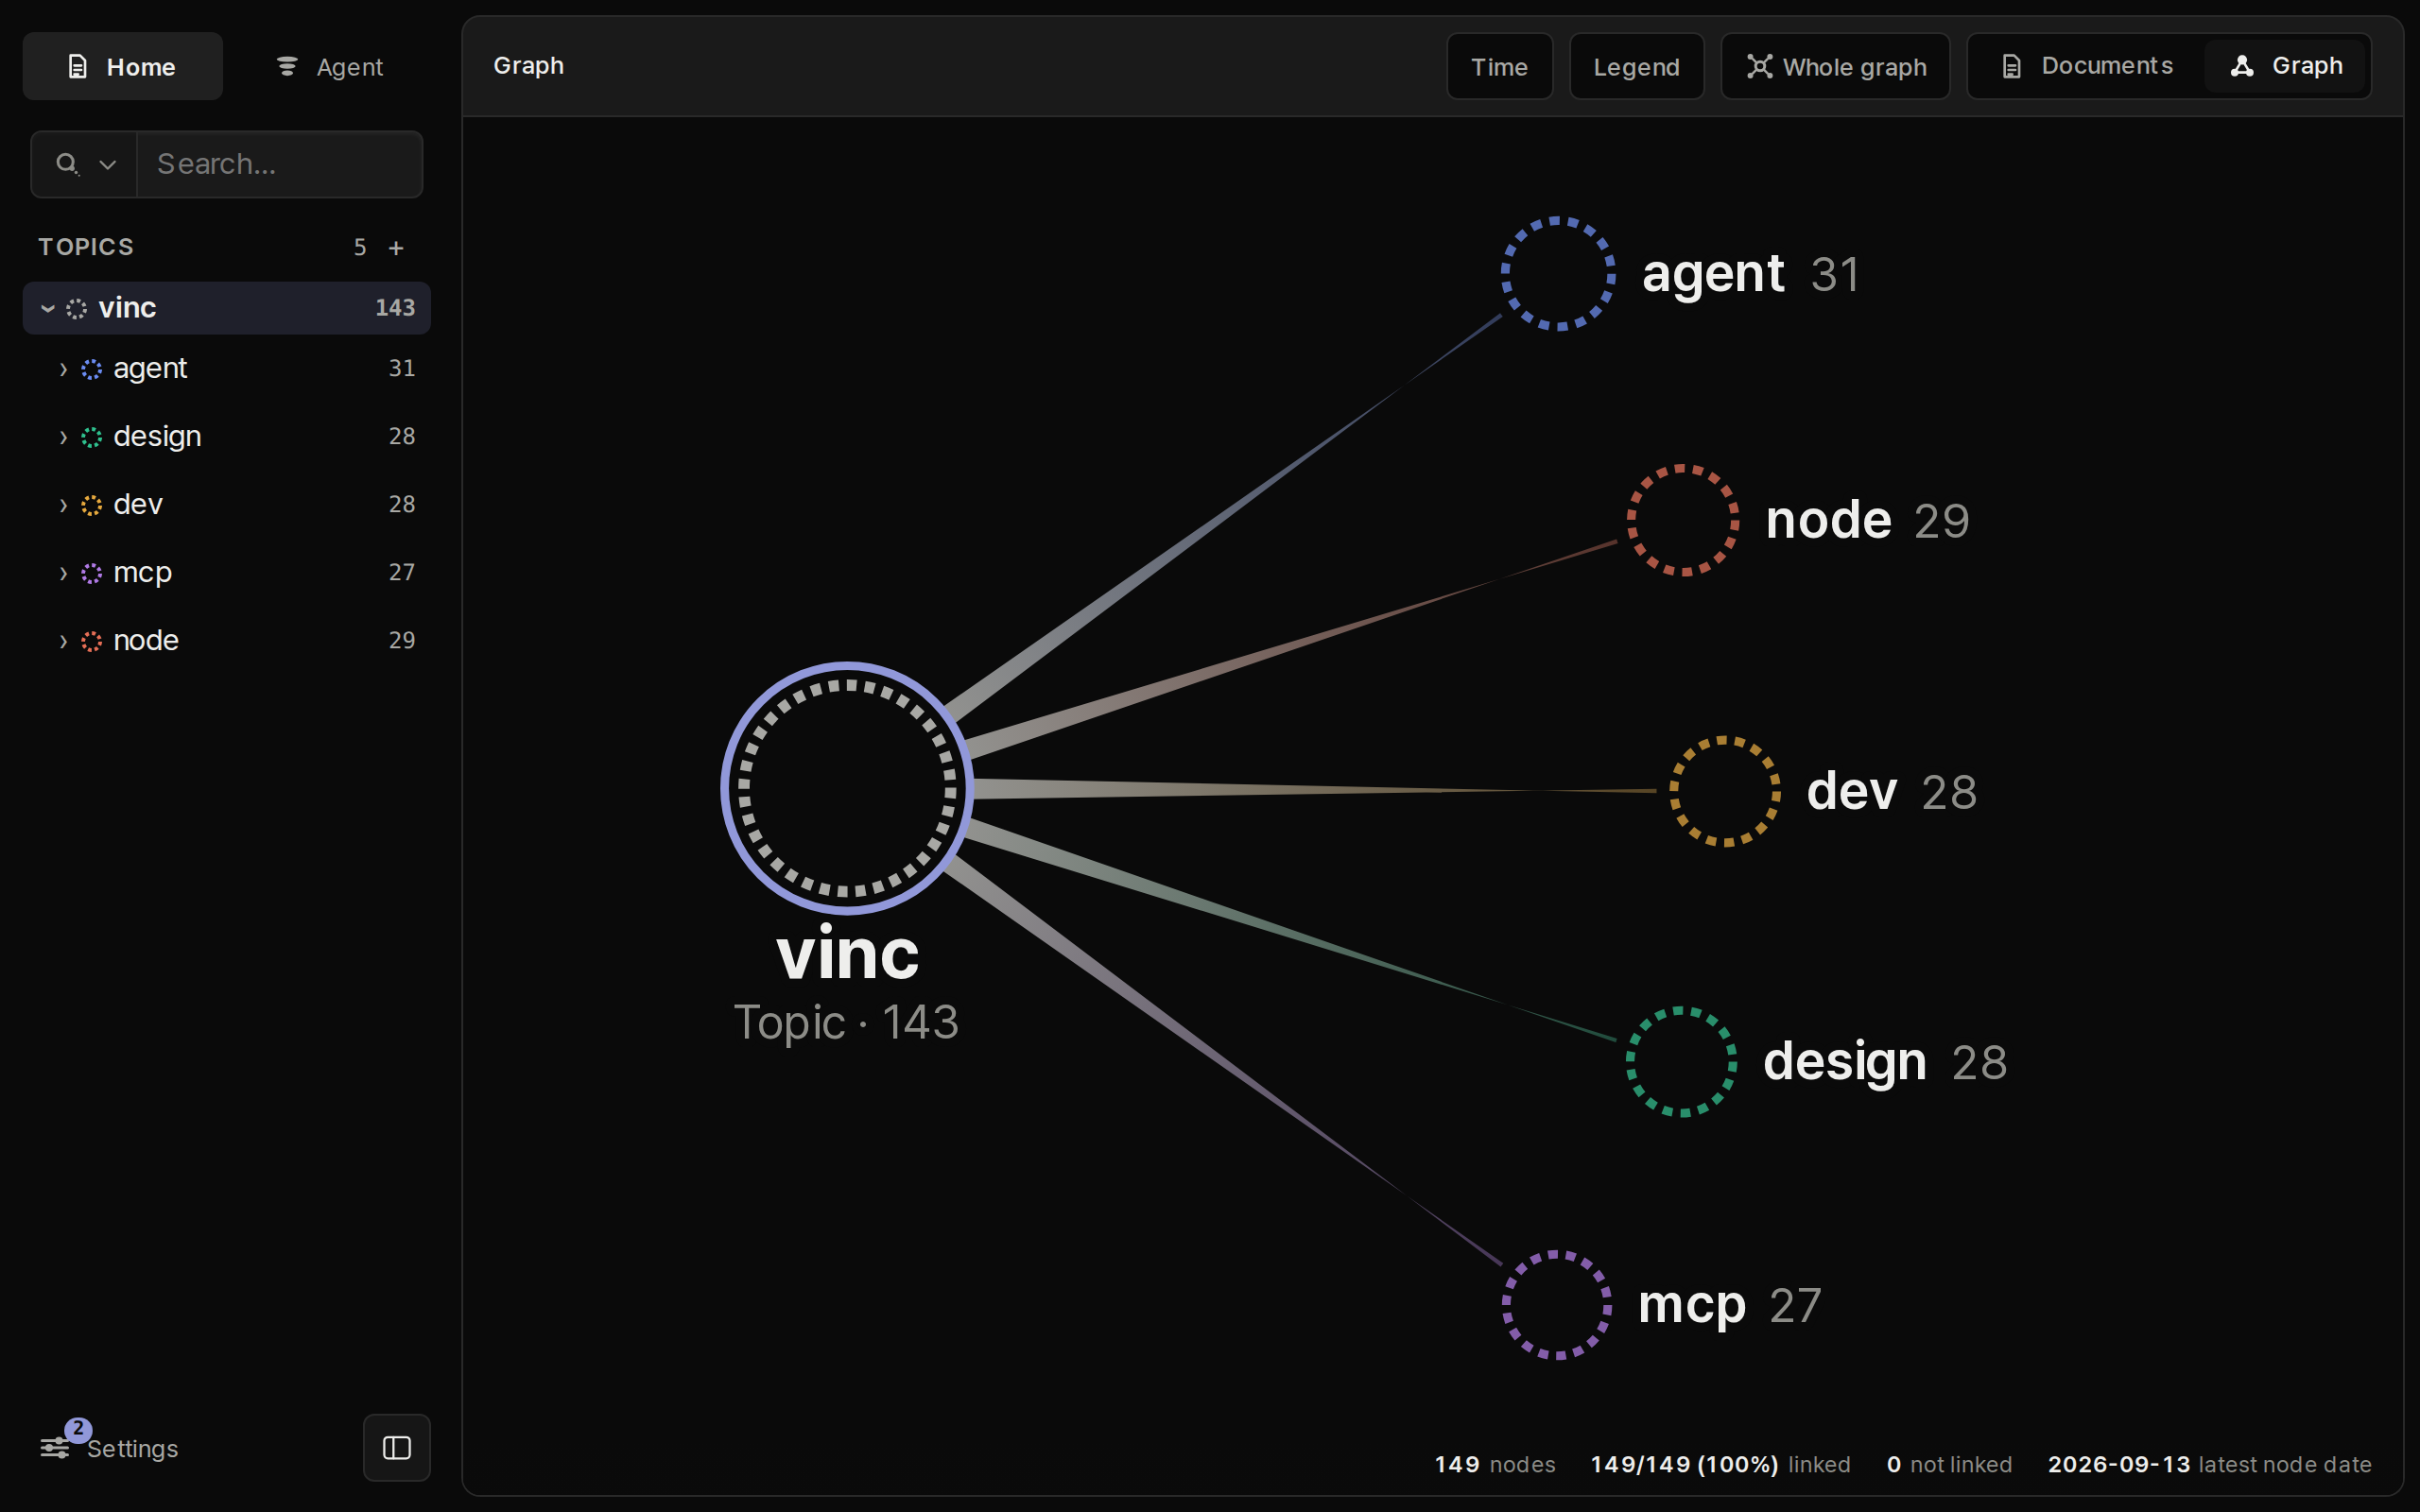 Home
Agent
Search...
TOPICS 5 +
vinc 143
agent 31
design 28
dev 28
mcp 27
node 29
2
Settings
Graph
Time
Legend
Whole graph
Documents
Graph
agent 31
node 29
dev 28
vinc
Topic · 143
design 28
mcp 27
149 nodes 149/149 (100%) linked 0 not linked 2026-09-13 latest node date